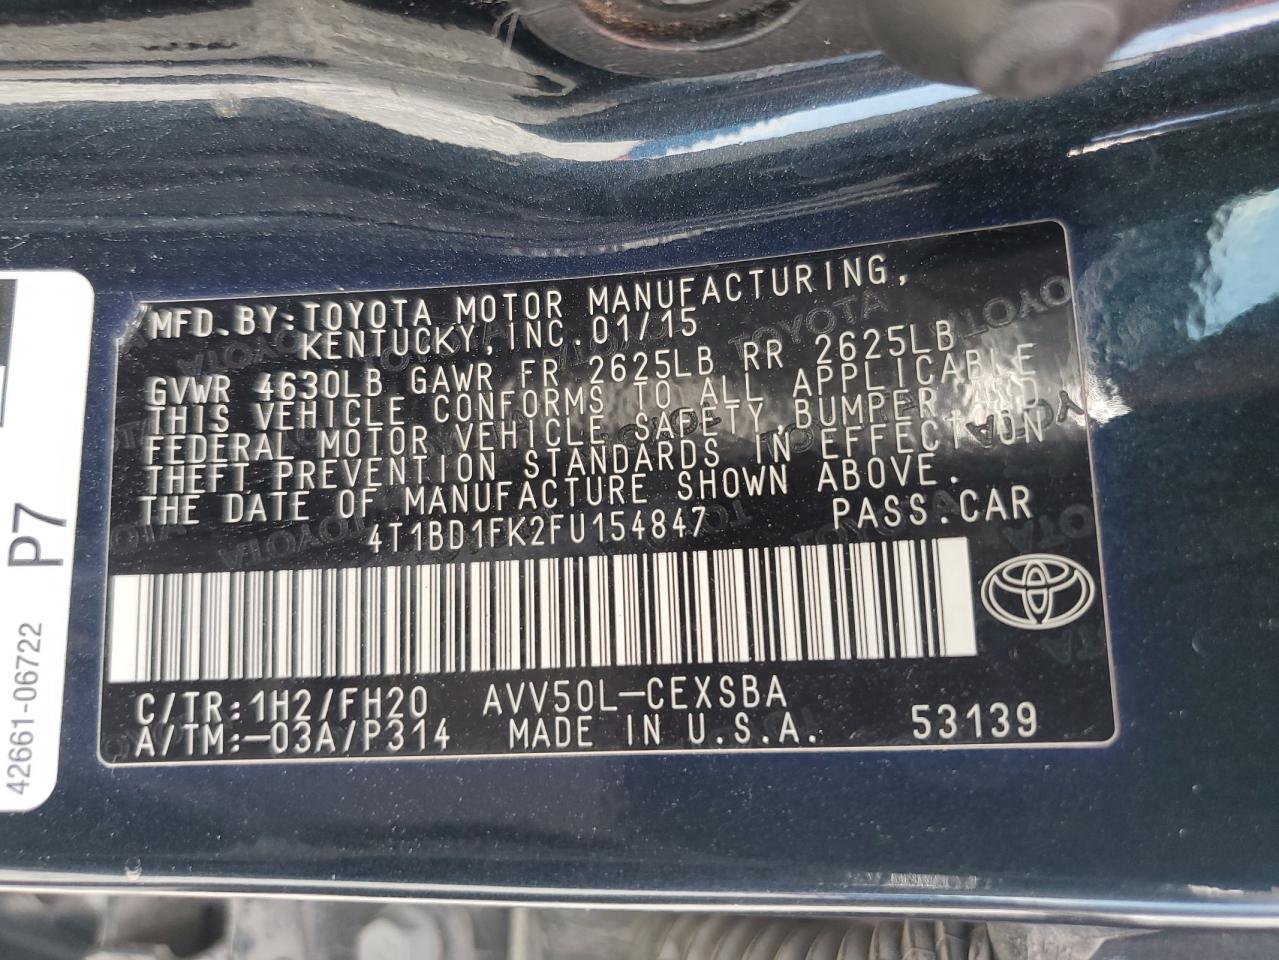 MFD.BY:TOYOTA MOTOR MANUFACTURING,
KENTUCKY,INC.01/15
GVWR 4630LB GAWR FR 2625LB RR 2625LB
THIS VEHICLE CONFORMS TO ALL APPLICABLE
FEDERAL MOTOR VEHICLE SAFETY,BUMPER,AND
THEFT PREVENTION STANDARDS IN EFFECT ON
THE DATE OF MANUFACTURE SHOWN ABOVE.
4T1BD1FK2FU154847 PASS.CAR
C/TR:1H2/FH20 AVV50L-CEXSBA
A/TM:-03A/P314 MADE IN U.S.A. 53139
P7
42661-06722